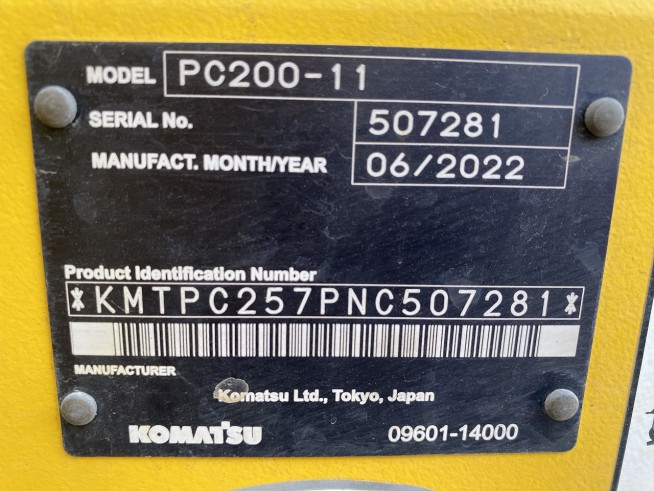 MODEL PC200-11
SERIAL No. 507281
MANUFACT. MONTH/YEAR 06/2022
Product Identification Number
*KMTPC257PNC507281*
MANUFACTURER
Komatsu Ltd., Tokyo, Japan
KOMATSU 09601-14000